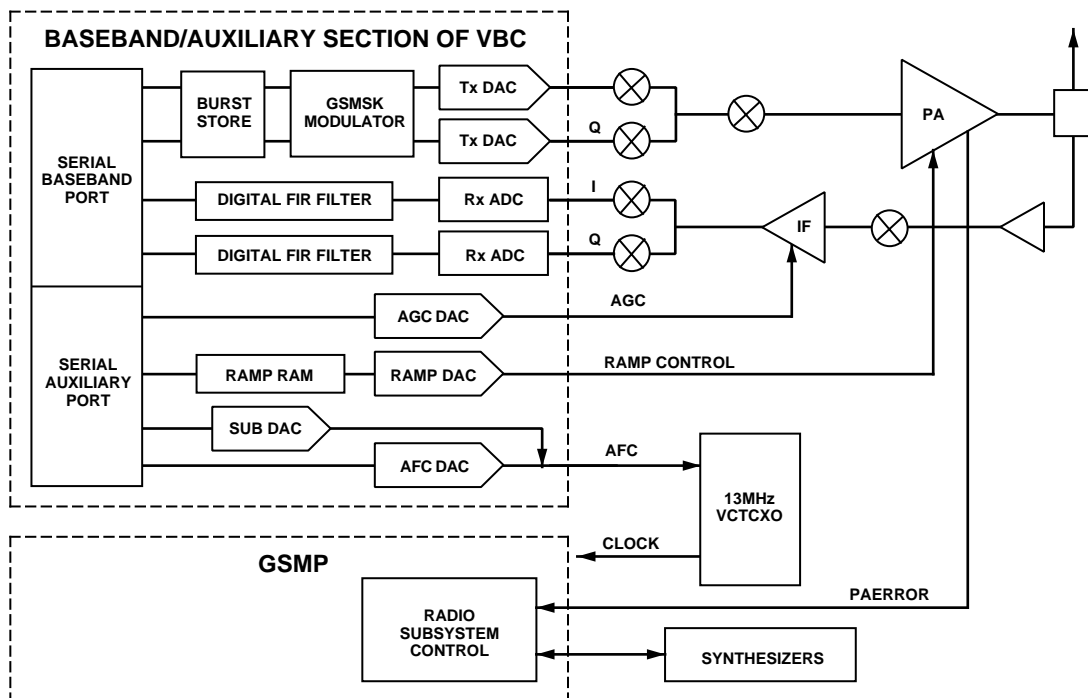 BASEBAND/AUXILIARY SECTION OF VBC
SERIAL
BASEBAND
PORT
BURST
STORE
GSMSK
MODULATOR
Tx DAC
Tx DAC
Q
DIGITAL FIR FILTER
Rx ADC
I
DIGITAL FIR FILTER
Rx ADC
Q
PA
IF
SERIAL
AUXILIARY
PORT
AGC DAC
AGC
RAMP RAM
RAMP DAC
RAMP CONTROL
SUB DAC
AFC DAC
AFC
13MHz
VCTCXO
CLOCK
GSMP
RADIO
SUBSYSTEM
CONTROL
PAERROR
SYNTHESIZERS